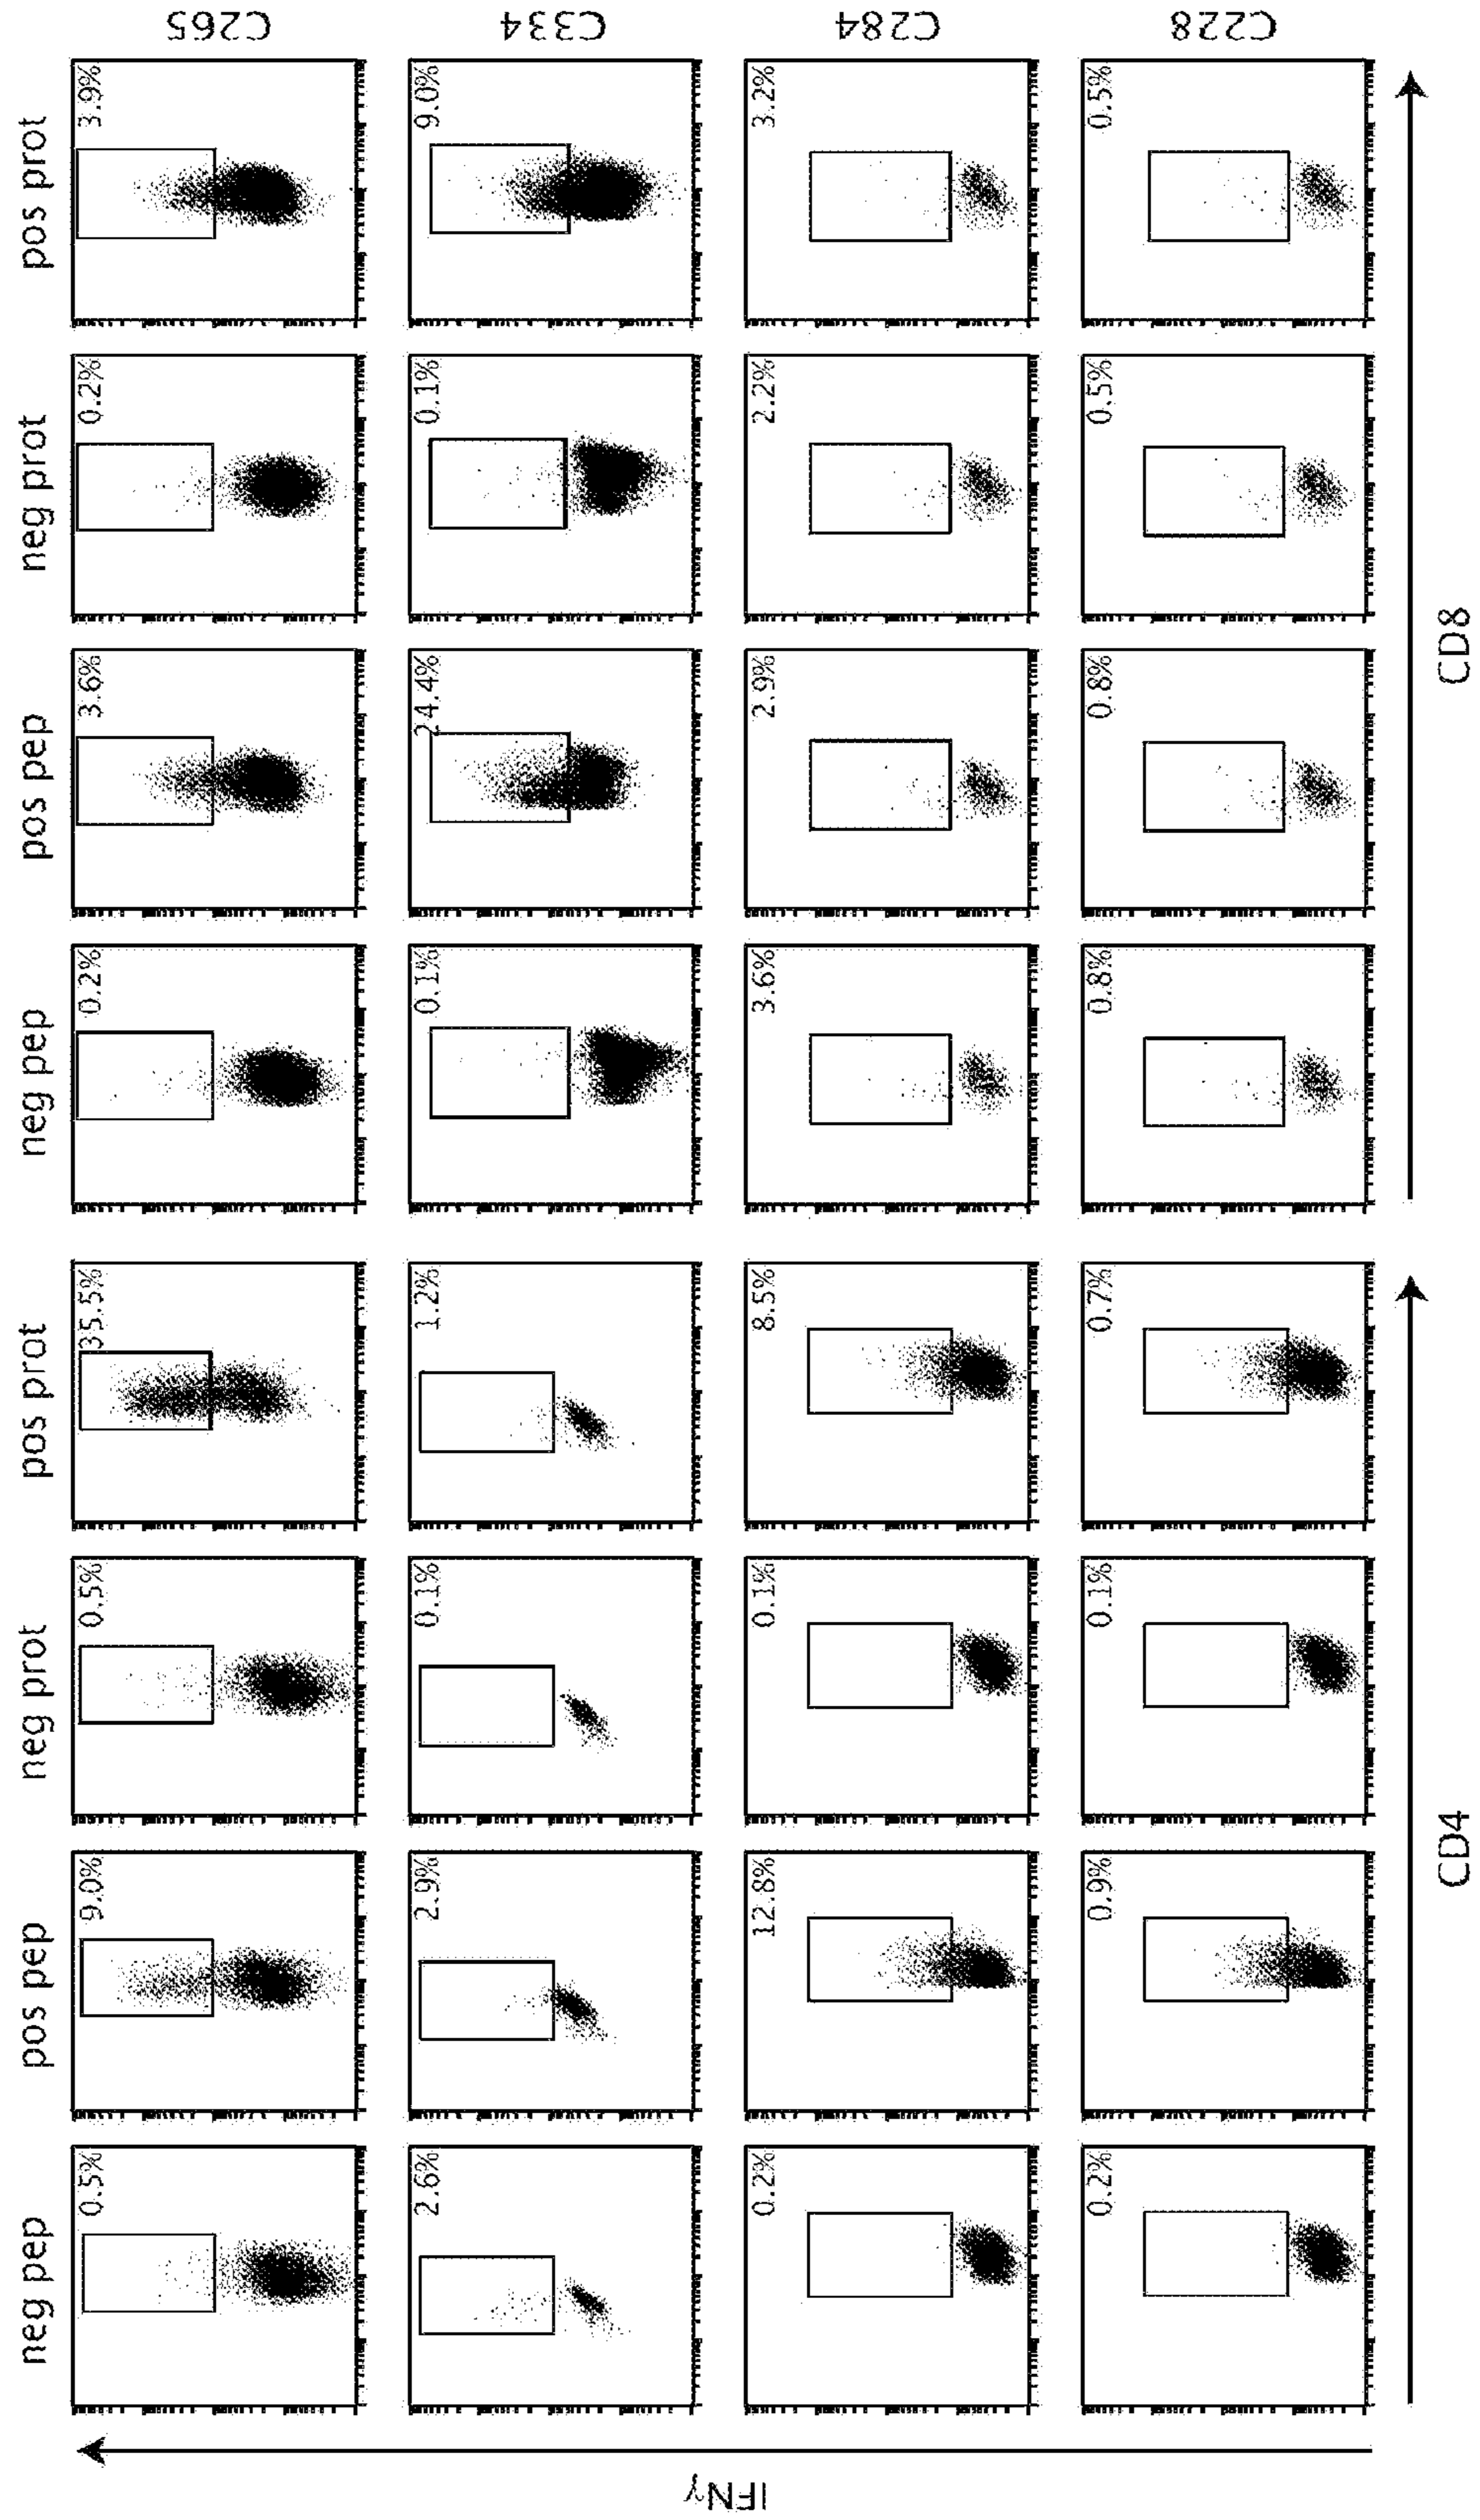 neg pep pos pep neg prot pos prot neg pep pos pep neg prot pos prot
0.5% 9.0% 0.5% 35.5% 0.2% 3.6% 0.2% 3.9% C265
2.6% 2.9% 0.1% 1.2% 0.1% 24.4% 0.1% 9.0% C334
0.2% 12.8% 0.1% 8.5% 3.6% 2.9% 2.2% 3.2% C284
0.2% 0.9% 0.1% 0.7% 0.8% 0.8% 0.5% 0.5% C228
IFNγ
CD4 CD8